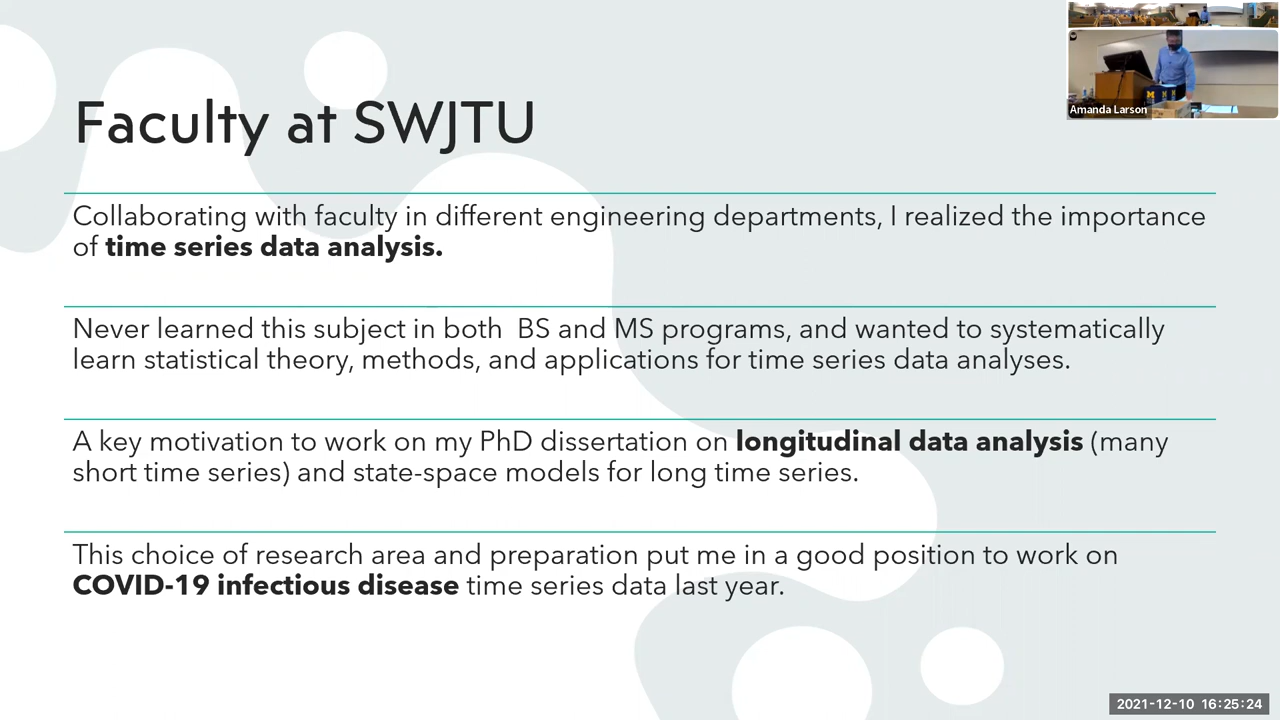 Faculty at SWJTU
Collaborating with faculty in different engineering departments, I realized the importance
of time series data analysis.
Never learned this subject in both  BS and MS programs, and wanted to systematically
learn statistical theory, methods, and applications for time series data analyses.
A key motivation to work on my PhD dissertation on longitudinal data analysis (many
short time series) and state-space models for long time series.
This choice of research area and preparation put me in a good position to work on
COVID-19 infectious disease time series data last year.
Amanda Larson
2021-12-10 16:25:24